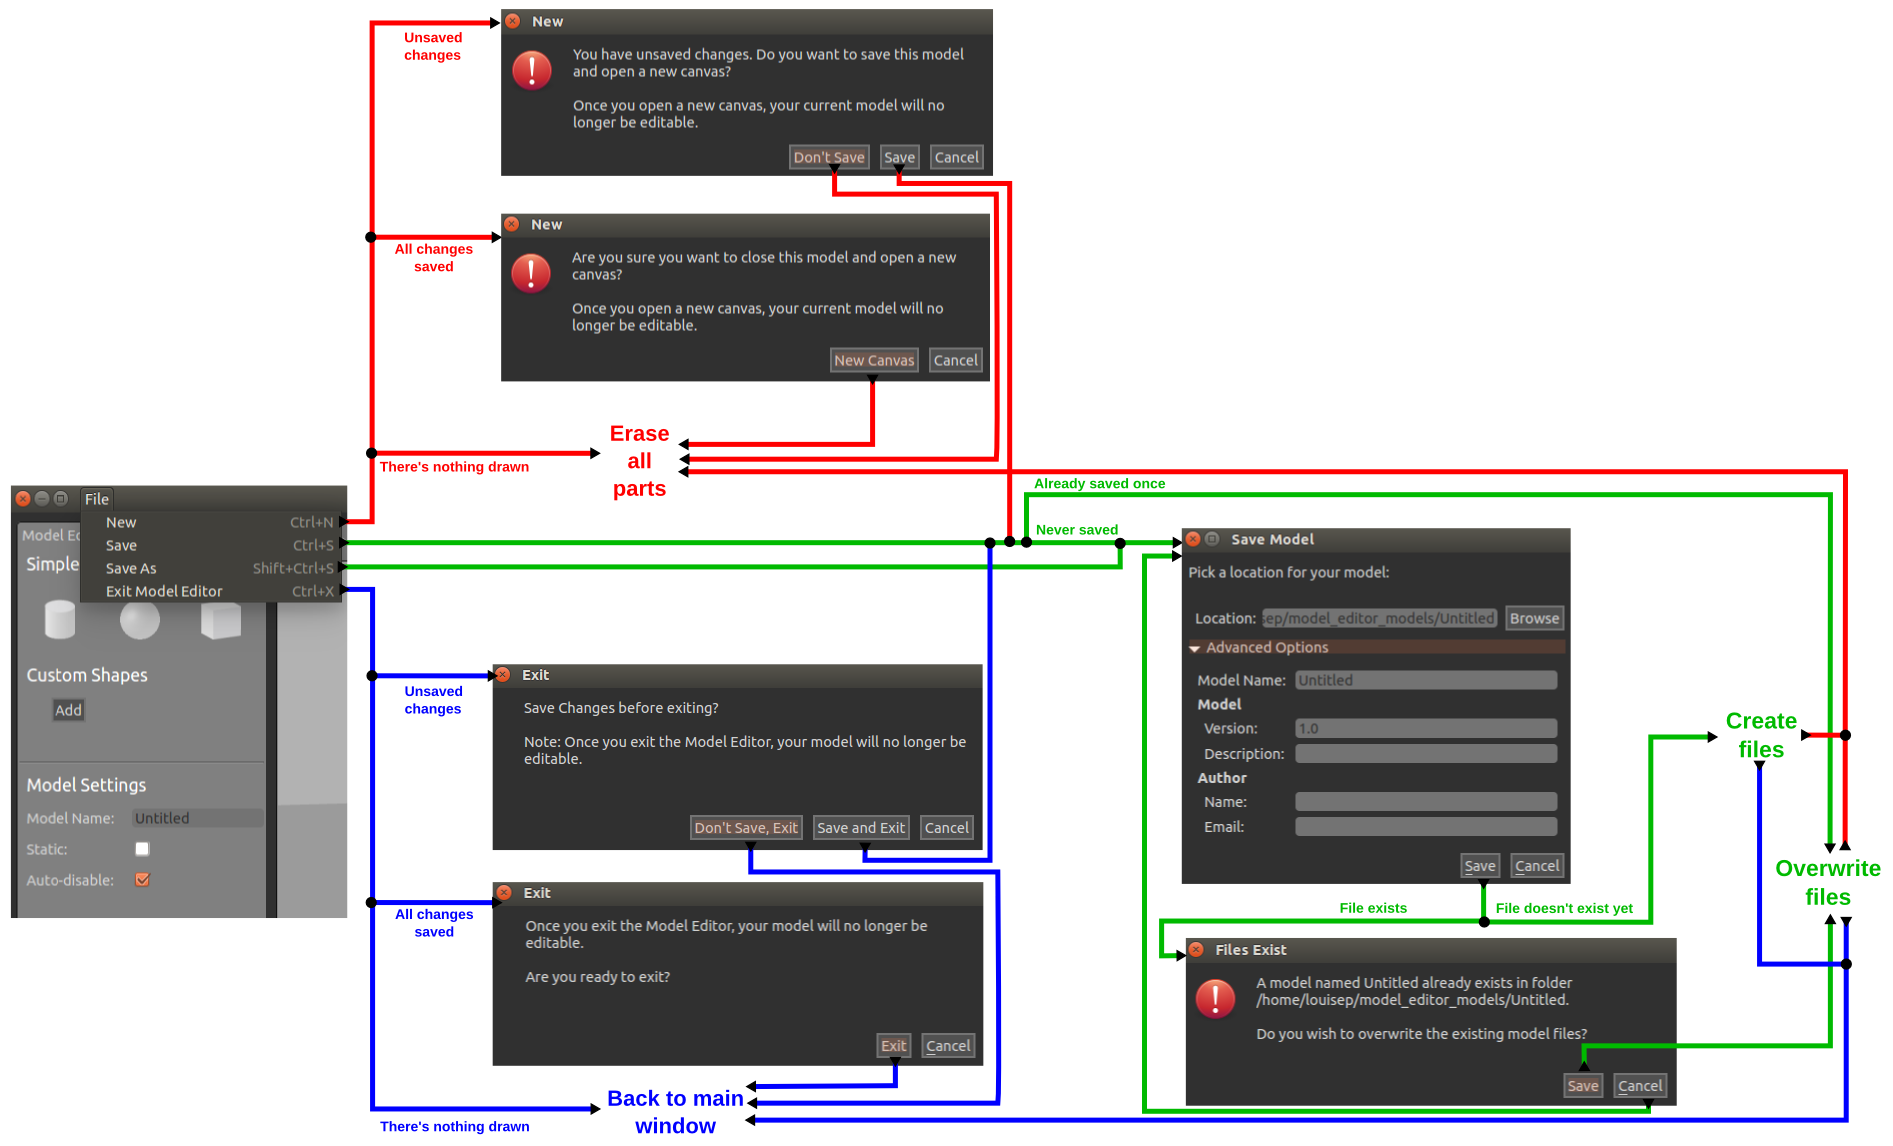 Unsaved
changes
New
You have unsaved changes. Do you want to save this model
and open a new canvas?
Once you open a new canvas, your current model will no
longer be editable.
Don't Save
Save
Cancel
All changes
saved
New
Are you sure you want to close this model and open a new
canvas?
Once you open a new canvas, your current model will no
longer be editable.
New Canvas
Cancel
There's nothing drawn
Erase
all
parts
File
New Ctrl+N
Save Ctrl+S
Save As Shift+Ctrl+S
Exit Model Editor Ctrl+X
Model Ed
Simple
Custom Shapes
Add
Model Settings
Model Name: Untitled
Static:
Auto-disable:
Already saved once
Never saved
Save Model
Pick a location for your model:
Location: sep/model_editor_models/Untitled Browse
Advanced Options
Model Name: Untitled
Model
Version: 1.0
Description:
Author
Name:
Email:
Save
Cancel
Unsaved
changes
Exit
Save Changes before exiting?
Note: Once you exit the Model Editor, your model will no longer be
editable.
Don't Save, Exit
Save and Exit
Cancel
All changes
saved
Exit
Once you exit the Model Editor, your model will no longer be
editable.
Are you ready to exit?
Exit
Cancel
There's nothing drawn
Back to main
window
File exists
File doesn't exist yet
Create
files
Overwrite
files
Files Exist
A model named Untitled already exists in folder
/home/louisep/model_editor_models/Untitled.
Do you wish to overwrite the existing model files?
Save
Cancel